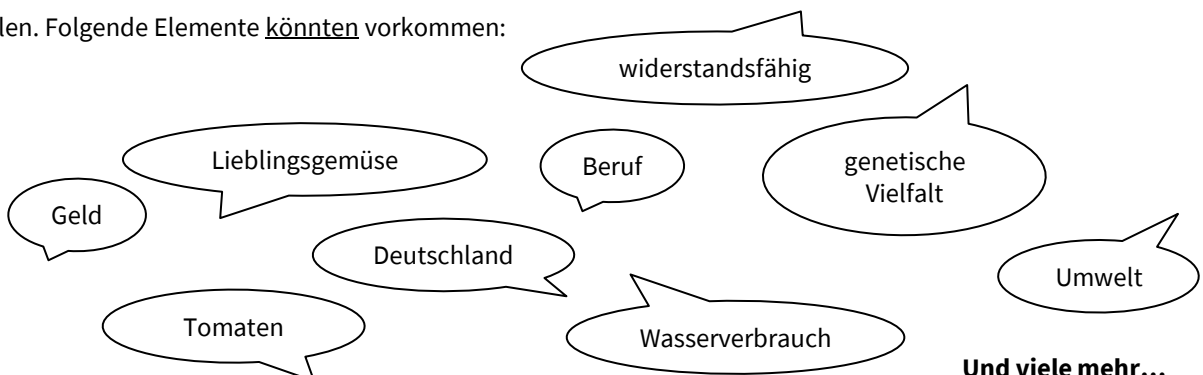 len. Folgende Elemente könnten vorkommen:
widerstandsfähig
Lieblingsgemüse
Beruf
genetische
Vielfalt
Geld
Deutschland
Umwelt
Tomaten
Wasserverbrauch
Und viele mehr...